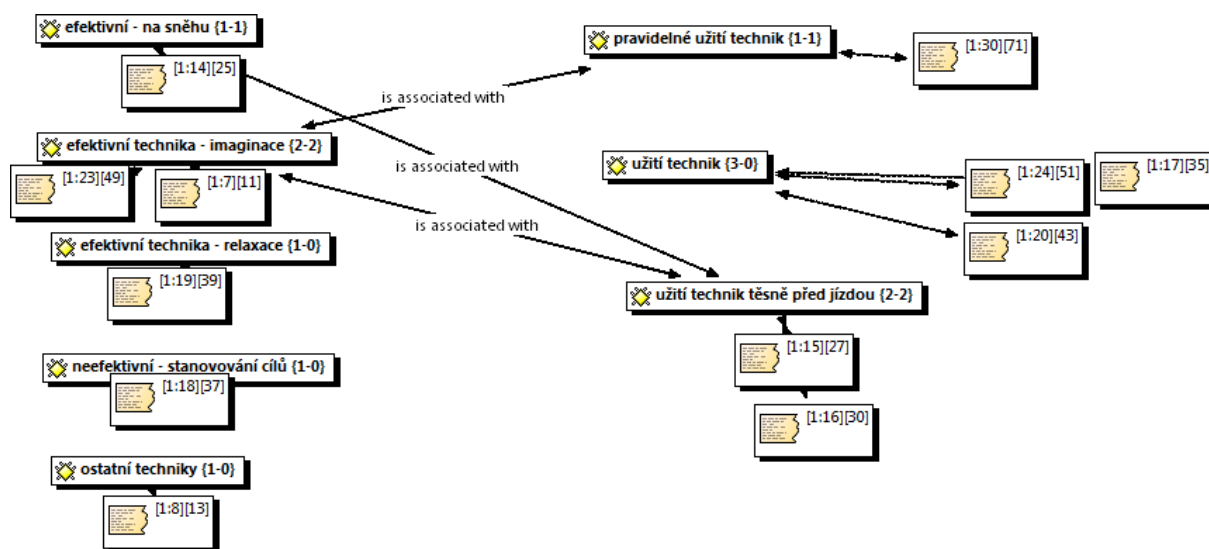 efektivní - na sněhu {1-1}
[1:14][25]
pravidelné užití technik {1-1}
[1:30][71]
is associated with
efektivní technika - imaginace {2-2}
[1:23][49]
[1:7][11]
is associated with
užití technik {3-0}
[1:24][51]
[1:17][35]
[1:20][43]
is associated with
efektivní technika - relaxace {1-0}
[1:19][39]
užití technik těsně před jízdou {2-2}
[1:15][27]
[1:16][30]
neefektivní - stanovování cílů {1-0}
[1:18][37]
ostatní techniky {1-0}
[1:8][13]